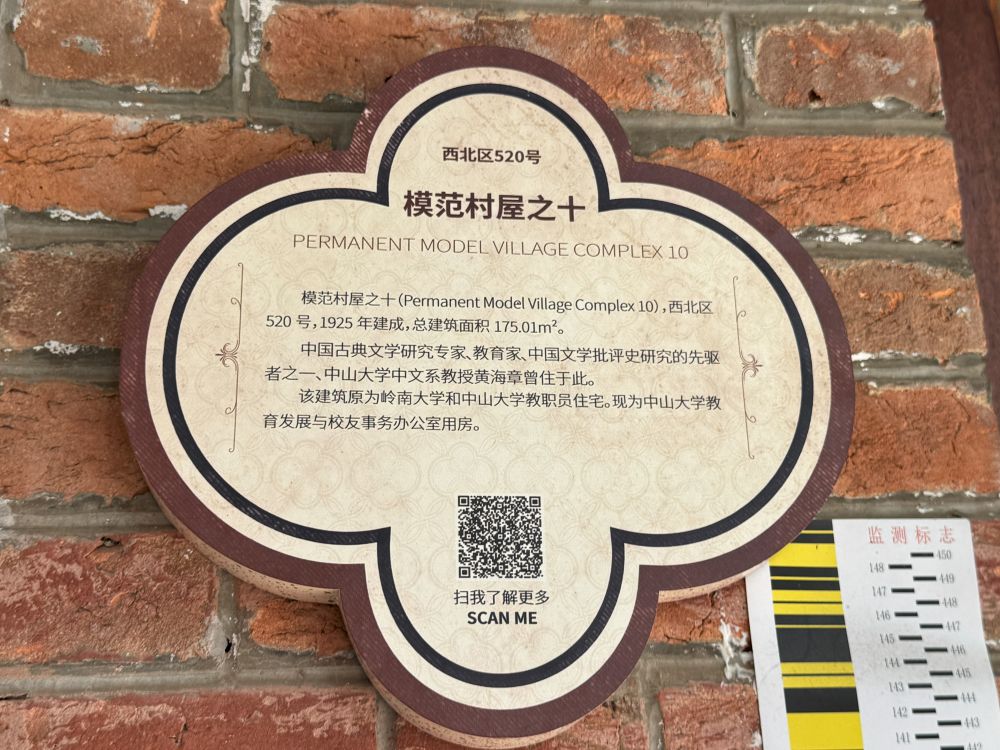 西北区520号
模范村屋之十
PERMANENT MODEL VILLAGE COMPLEX 10
模范村屋之十(Permanent Model Village Complex 10),西北区
520 号,1925 年建成,总建筑面积 175.01m²。
中国古典文学研究专家、教育家、中国文学批评史研究的先驱
者之一、中山大学中文系教授黄海章曾住于此。
该建筑原为岭南大学和中山大学教职员住宅。现为中山大学教
育发展与校友事务办公室用房。
扫我了解更多
SCAN ME
监测标志
450
148
449
147
448
146
447
145
446
144
445
143
444
142
443
141
442